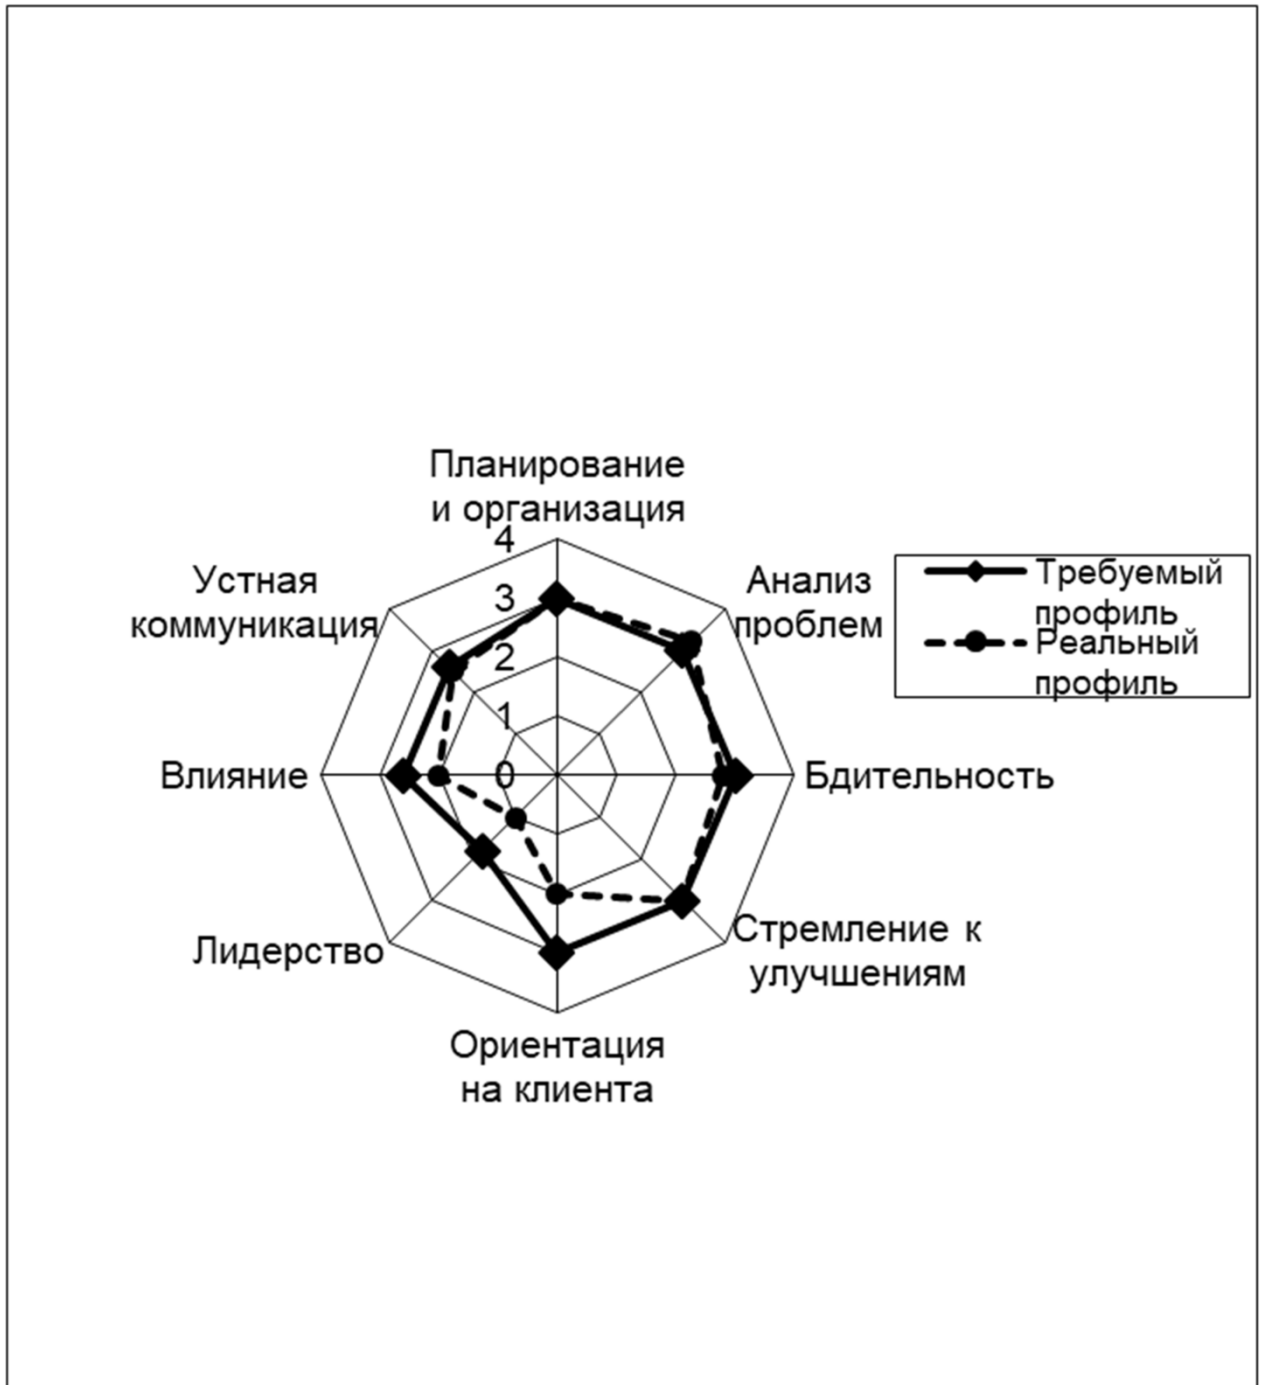 Планирование
и организация
4
3
2
1
0
Устная
коммуникация
Анализ
проблем
Требуемый
профиль
Реальный
профиль
Влияние
Бдительность
Лидерство
Стремление к
улучшениям
Ориентация
на клиента